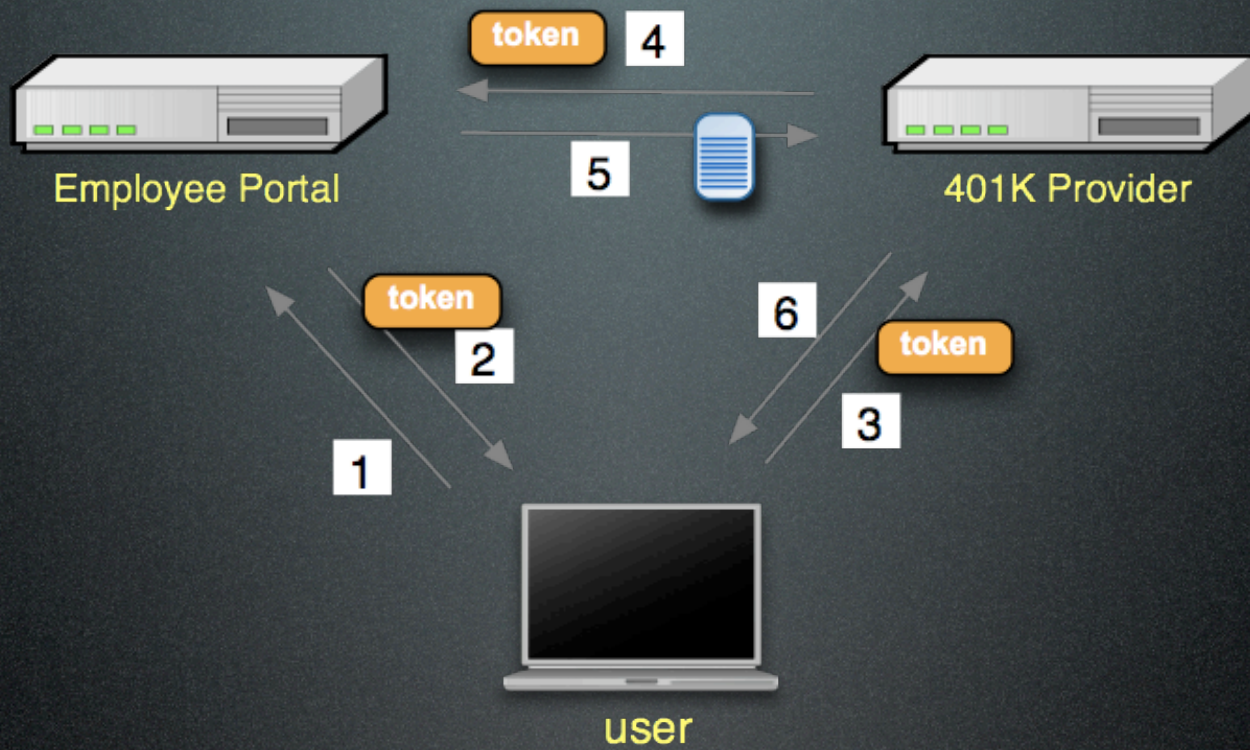 token
4
5
Employee Portal
401K Provider
token
2
6
token
3
1
user